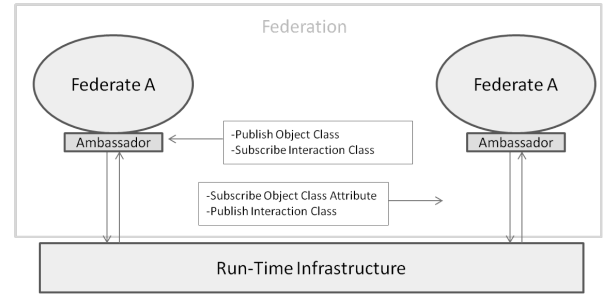 Federation
Federate A
Federate A
Ambassador
Ambassador
-Publish Object Class
-Subscribe Interaction Class
-Subscribe Object Class Attribute
-Publish Interaction Class
Run-Time Infrastructure